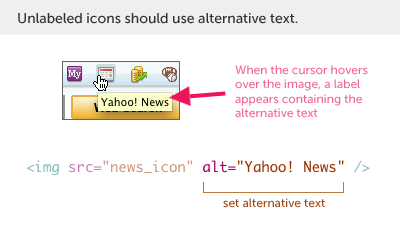 Unlabeled icons should use alternative text.
My
Yahoo! News
When the cursor hovers
over the image, a label
appears containing the
alternative text
<img src="news_icon" alt="Yahoo! News" />
set alternative text